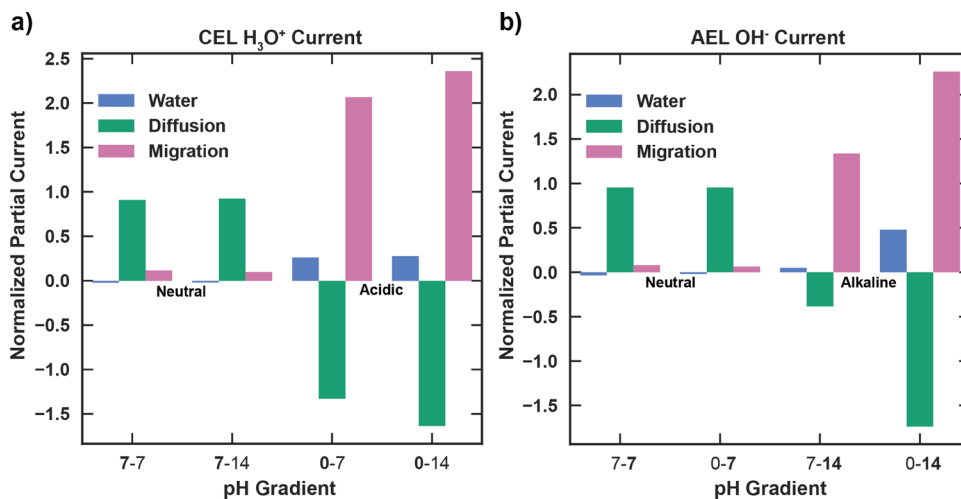 a)
CEL H₃O⁺ Current
Normalized Partial Current
2.5
2.0
1.5
1.0
0.5
0.0
−0.5
−1.0
−1.5
Water
Diffusion
Migration
Neutral
Acidic
7-7
7-14
0-7
0-14
pH Gradient
b)
AEL OH⁻ Current
Normalized Partial Current
2.0
1.5
1.0
0.5
0.0
−0.5
−1.0
−1.5
Water
Diffusion
Migration
Neutral
Alkaline
7-7
0-7
7-14
0-14
pH Gradient